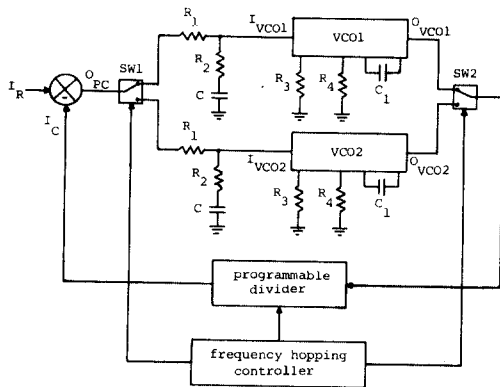 R1
IVCO1
OVCO1
VCO1
R2
SW1
SW2
OPC
IR
C
R3
R4
C1
IC
-
R1
IVCO2
VCO2
OVCO2
R2
C
R3
R4
C1
programmable
divider
frequency hopping
controller